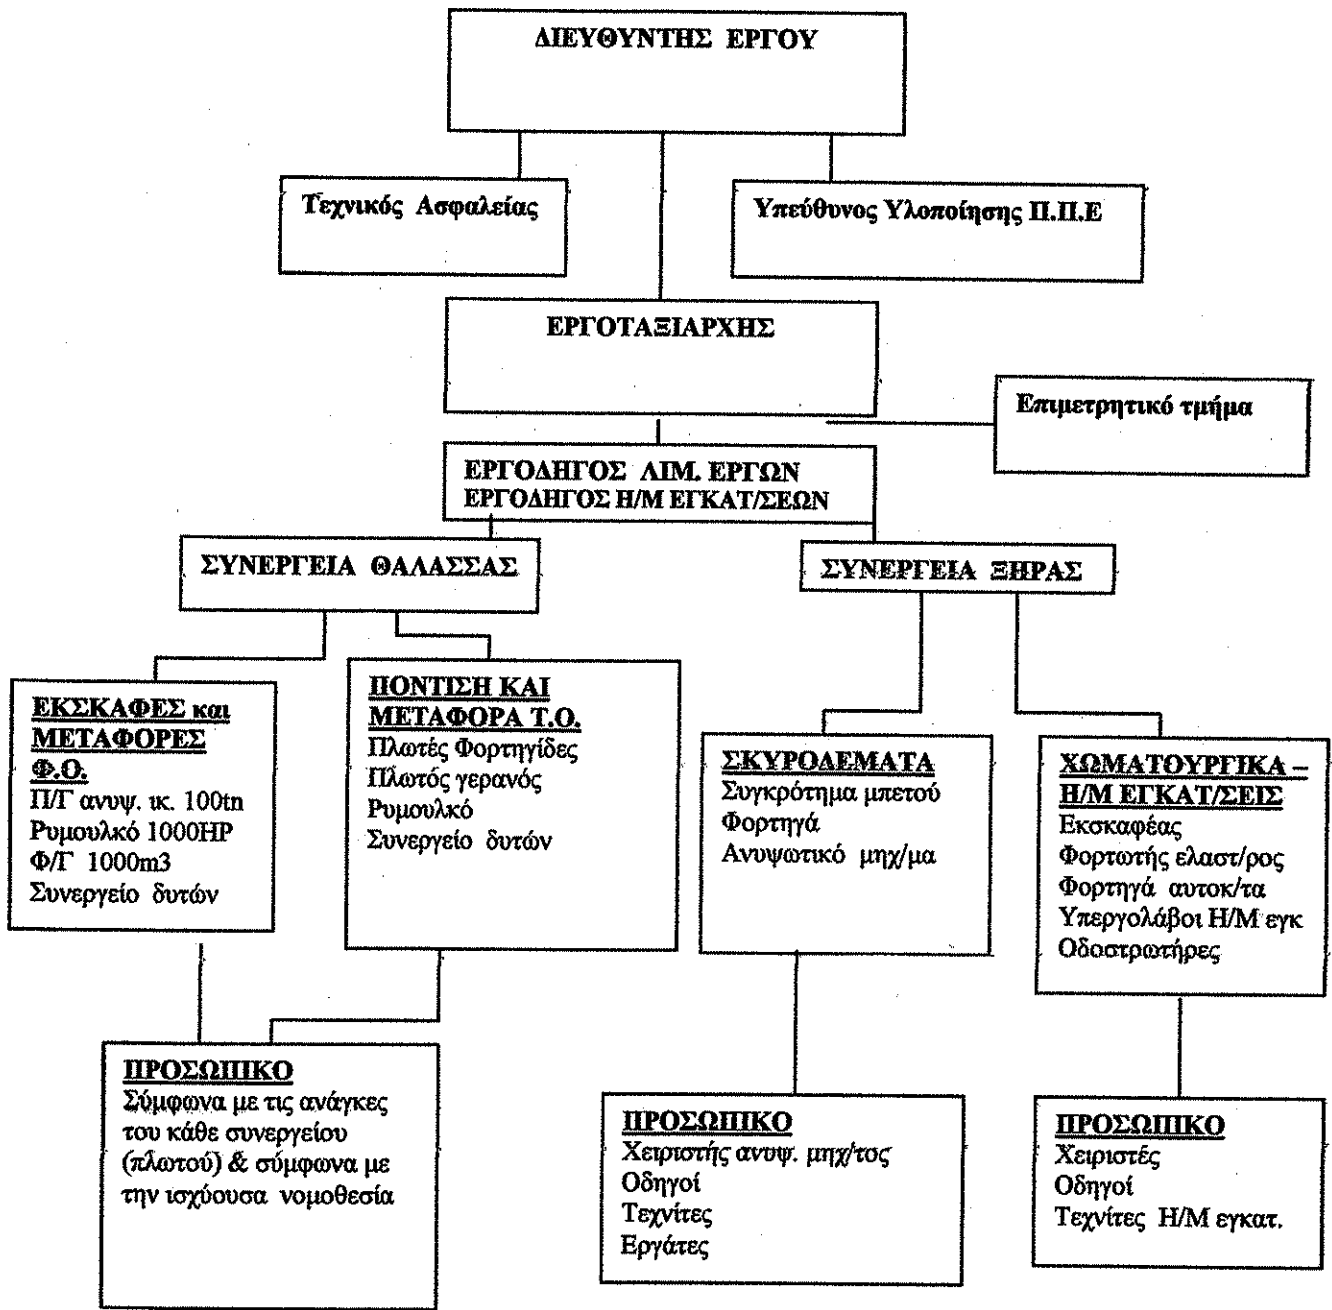 ΔΙΕΥΘΥΝΤΗΣ ΕΡΓΟΥ
Τεχνικός Ασφαλείας
Υπεύθυνος Υλοποίησης Π.Π.Ε
ΕΡΓΟΤΑΞΙΑΡΧΗΣ
Επιμετρητικό τμήμα
ΕΡΓΟΔΗΓΟΣ ΛΙΜ. ΕΡΓΩΝ
ΕΡΓΟΔΗΓΟΣ Η/Μ ΕΓΚΑΤ/ΣΕΩΝ
ΣΥΝΕΡΓΕΙΑ ΘΑΛΑΣΣΑΣ
ΣΥΝΕΡΓΕΙΑ ΞΗΡΑΣ
ΕΚΣΚΑΦΕΣ και
ΜΕΤΑΦΟΡΕΣ
Φ.Ο.
Π/Γ ανυψ. ικ. 100tn
Ρυμουλκό 1000HP
Φ/Γ 1000m3
Συνεργείο δυτών
ΠΟΝΤΙΣΗ ΚΑΙ
ΜΕΤΑΦΟΡΑ Τ.Ο.
Πλωτές Φορτηγίδες
Πλωτός γερανός
Ρυμουλκό
Συνεργείο δυτών
ΣΚΥΡΟΔΕΜΑΤΑ
Συγκρότημα μπετού
Φορτηγά
Ανυψωτικό μηχ/μα
ΧΩΜΑΤΟΥΡΓΙΚΑ –
Η/Μ ΕΓΚΑΤ/ΣΕΙΣ
Εκσκαφέας
Φορτωτής ελαστ/ρος
Φορτηγά αυτοκ/τα
Υπεργολάβοι Η/Μ εγκ
Οδοστρωτήρες
ΠΡΟΣΩΠΙΚΟ
Σύμφωνα με τις ανάγκες
του κάθε συνεργείου
(πλωτού) & σύμφωνα με
την ισχύουσα νομοθεσία
ΠΡΟΣΩΠΙΚΟ
Χειριστής ανυψ. μηχ/τος
Οδηγοί
Τεχνίτες
Εργάτες
ΠΡΟΣΩΠΙΚΟ
Χειριστές
Οδηγοί
Τεχνίτες Η/Μ εγκατ.